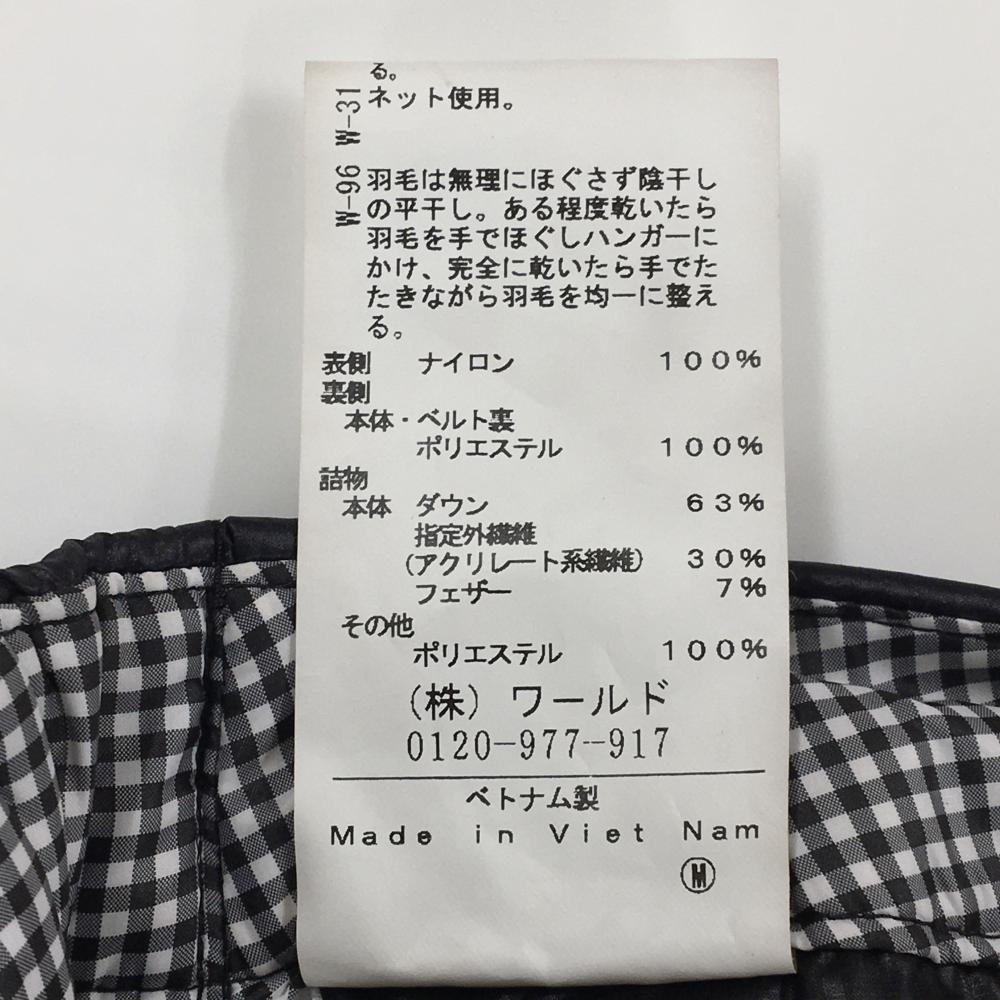 る。
ネット使用。
W-96 W-31
羽毛は無理にほぐさず陰干し
の平干し。ある程度乾いたら
羽毛を手でほぐしハンガーに
かけ、完全に乾いたら手でた
たきながら羽毛を均一に整え
る。
表側 ナイロン 100%
裏側
本体・ベルト裏
ポリエステル 100%
詰物
本体 ダウン 63%
指定外繊維
(アクリレート系繊維) 30%
フェザー 7%
その他
ポリエステル 100%
(株) ワールド
0120-977-917
ベトナム製
Made in Viet Nam
M